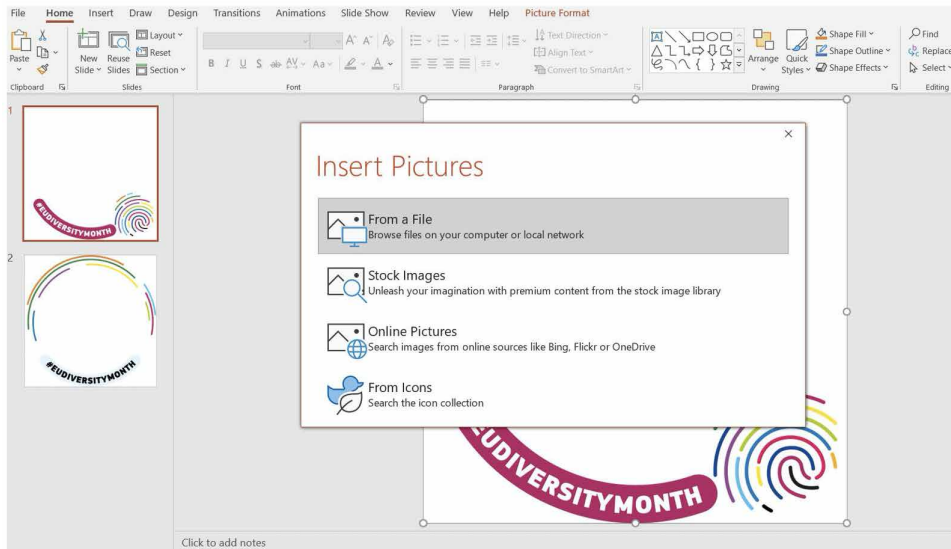 File Home Insert Draw Design Transitions Animations Slide Show Review View Help Picture Format
Paste
New Slide
Reuse Slides
Layout
Reset
Section
B I U S ab AV Aa A A
A A A
Text Direction
Align Text
Convert to SmartArt
A
Arrange
Quick Styles
Shape Fill
Shape Outline
Shape Effects
Find
Replace
Select
Clipboard Slides Font Paragraph Drawing Editing
1
#EUDIVERSITYMONTH
2
#EUDIVERSITYMONTH
Insert Pictures
From a File
Browse files on your computer or local network
Stock Images
Unleash your imagination with premium content from the stock image library
Online Pictures
Search images from online sources like Bing, Flickr or OneDrive
From Icons
Search the icon collection
EUDIVERSITYMONTH
Click to add notes